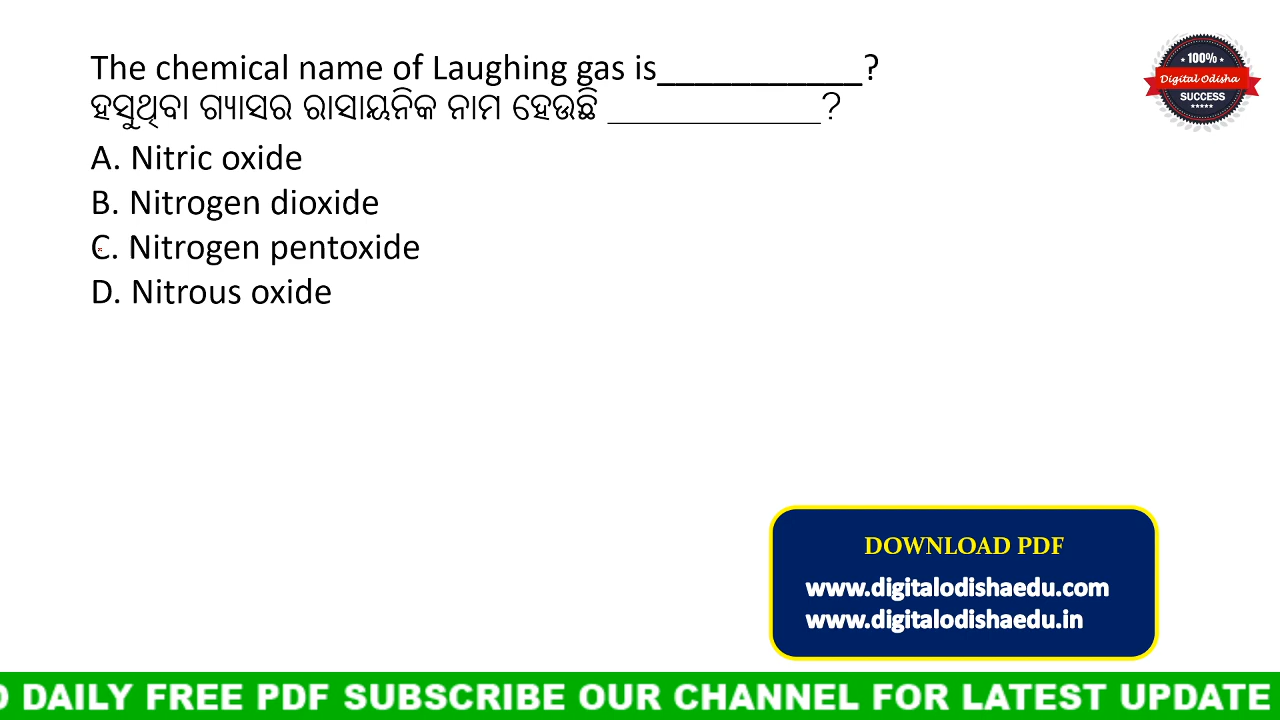 The chemical name of Laughing gas is___________?
ହସୁଥିବା ଗ୍ୟାସର ରାସାୟନିକ ନାମ ହେଉଛି ______________?
A. Nitric oxide
B. Nitrogen dioxide
C. Nitrogen pentoxide
D. Nitrous oxide
100%
Digital Odisha
SUCCESS
DOWNLOAD PDF
www.digitalodishaedu.com
www.digitalodishaedu.in
DAILY FREE PDF SUBSCRIBE OUR CHANNEL FOR LATEST UPDATE